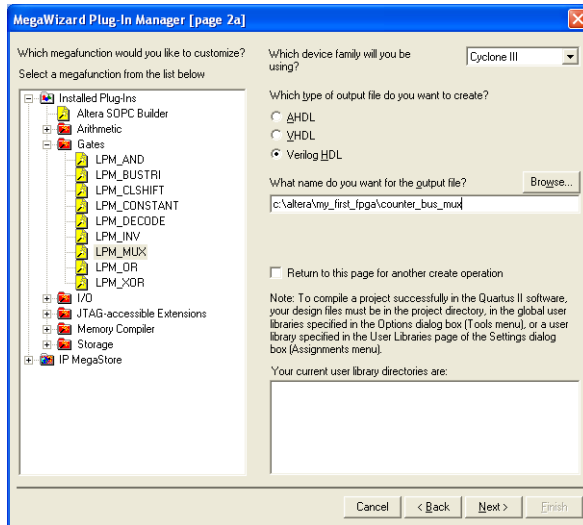 MegaWizard Plug-In Manager [page 2a]
Which megafunction would you like to customize?
Select a megafunction from the list below
Installed Plug-Ins
Altera SOPC Builder
Arithmetic
Gates
LPM_AND
LPM_BUSTRI
LPM_CLSHIFT
LPM_CONSTANT
LPM_DECODE
LPM_INV
LPM_MUX
LPM_OR
LPM_XOR
I/O
JTAG-accessible Extensions
Memory Compiler
Storage
IP MegaStore
Which device family will you be
using?
Cyclone III
Which type of output file do you want to create?
AHDL
VHDL
Verilog HDL
What name do you want for the output file?
Browse...
c:\altera\my_first_fpga\counter_bus_mux
Return to this page for another create operation
Note: To compile a project successfully in the Quartus II software,
your design files must be in the project directory, in the global user
libraries specified in the Options dialog box (Tools menu), or a user
library specified in the User Libraries page of the Settings dialog
box (Assignments menu).
Your current user library directories are:
Cancel
< Back
Next >
Finish